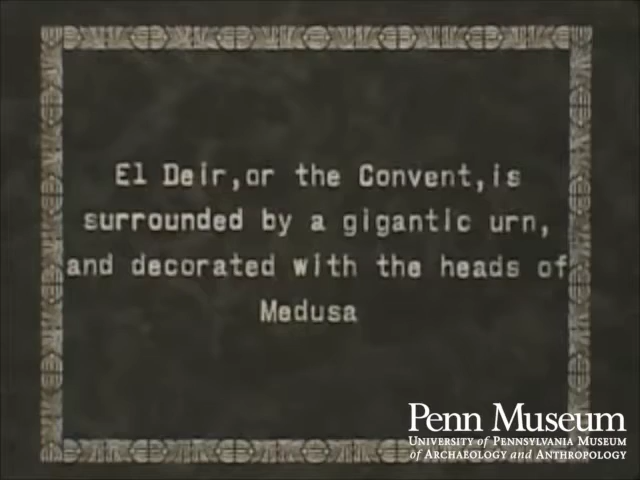 El Deir,or the Convent,is
surrounded by a gigantic urn,
and decorated with the heads of
Medusa
Penn Museum
UNIVERSITY of PENNSYLVANIA MUSEUM
of ARCHAEOLOGY and ANTHROPOLOGY